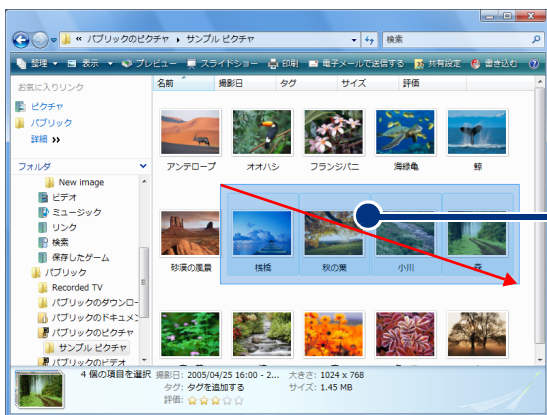 « パブリックのピクチャ ▸ サンプル ピクチャ
検索
整理 ▼ 表示 ▼ プレビュー スライドショー 印刷 電子メールで送信する 共有設定 書き込む
お気に入りリンク
ピクチャ
パブリック
詳細 »
フォルダ
New image
ビデオ
ミュージック
リンク
検索
保存したゲーム
パブリック
Recorded TV
パブリックのダウンロー
パブリックのドキュメン
パブリックのピクチャ
サンプル ピクチャ
パブリックのビデオ
名前 撮影日 タグ サイズ 評価
アンテロープ オオハシ フランジパニ 海緑亀 鯨
砂漠の風景 桟橋 秋の葉 小川 森
4 個の項目を選択 撮影日: 2005/04/25 16:00 - 2... 大きさ: 1024 x 768
タグ: タグを追加する サイズ: 1.45 MB
評価: ☆☆☆☆☆